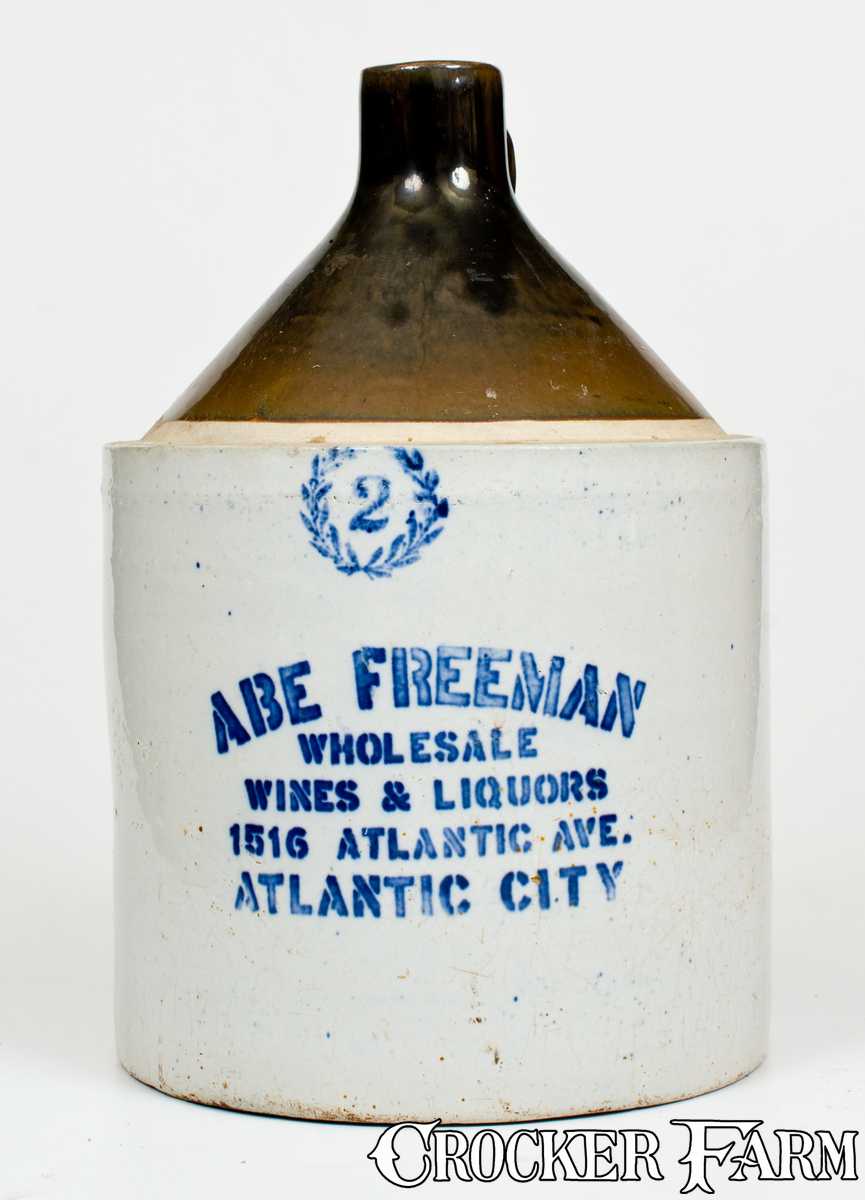 2
ABE FREEMAN
WHOLESALE
WINES & LIQUORS
1516 ATLANTIC AVE.
ATLANTIC CITY
CROCKER FARM